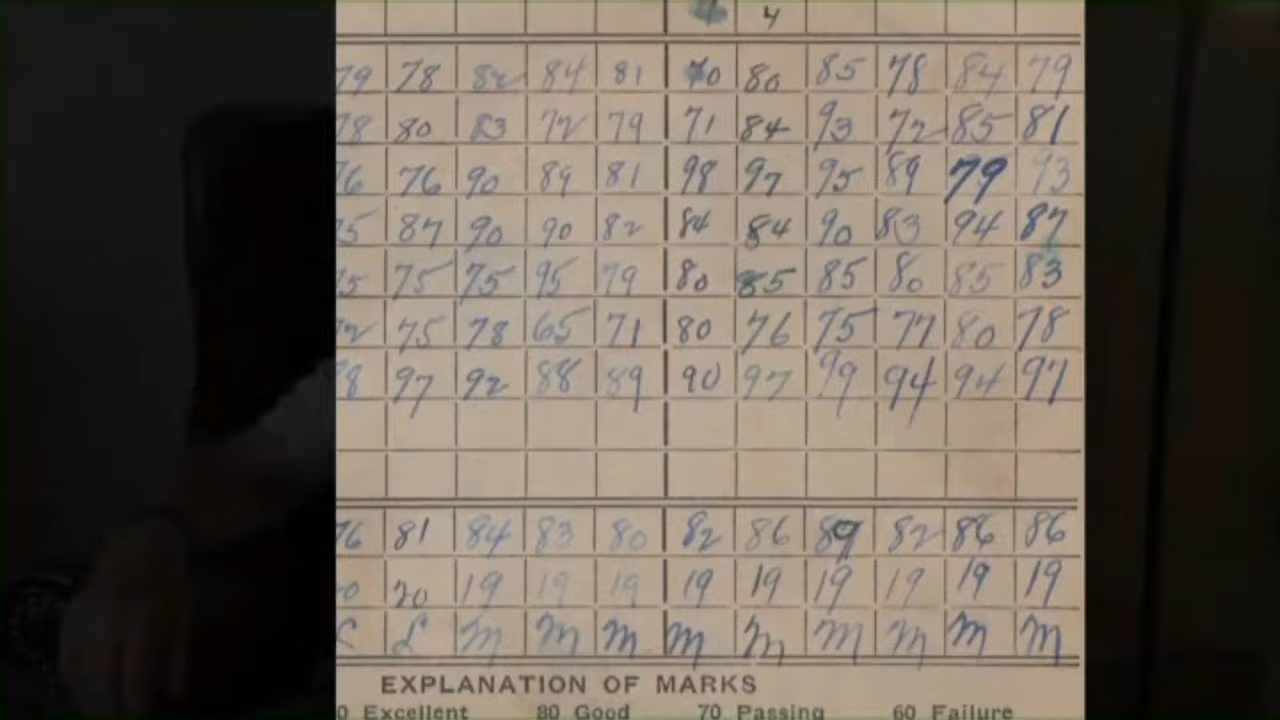 4
79 78 82 84 81 70 80 85 78 84 79
78 80 83 72 79 71 84 93 72 85 81
76 76 90 89 81 98 97 95 89 79 93
85 87 90 90 82 84 84 90 83 94 87
75 75 75 95 79 80 85 85 80 85 83
72 75 78 65 71 80 76 75 77 80 78
98 97 92 88 89 90 97 99 94 94 97
76 81 84 83 80 82 86 89 82 86 86
20 19 19 19 19 19 19 19 19 19
L m m m m m m m m m
EXPLANATION OF MARKS
0 Excellent 80 Good 70 Passing 60 Failure